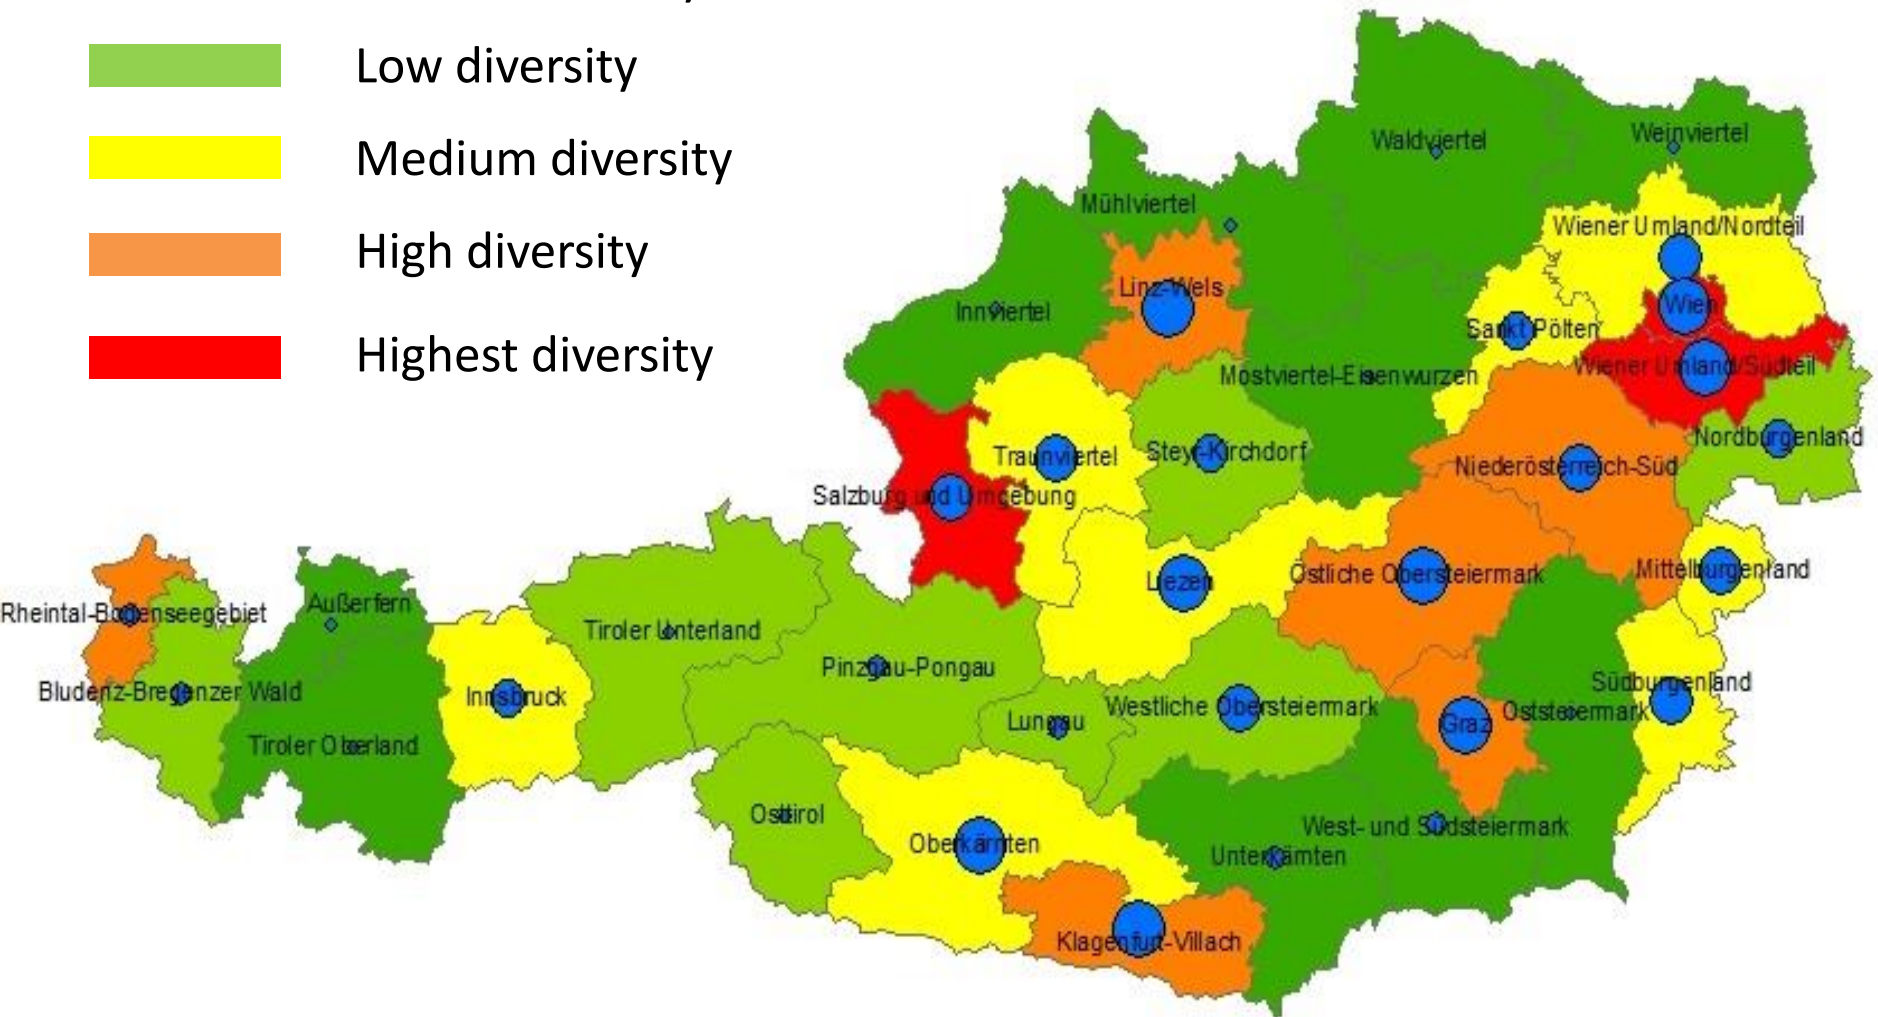 Low diversity
Medium diversity
High diversity
Highest diversity
Waldviertel
Weinviertel
Mühlviertel
Wiener Umland/Nordteil
Linz-Wels
Wien
Innviertel
Sankt Pölten
Wiener Umland/Südteil
Mostviertel-Eisenwurzen
Nordburgenland
Traunviertel
Steyr-Kirchdorf
Niederösterreich-Süd
Salzburg und Umgebung
Liezen
Östliche Obersteiermark
Mittelburgenland
Außerfern
Rheintal-Bodenseegebiet
Tiroler Unterland
Pinzgau-Pongau
Südburgenland
Bludenz-Bregenzer Wald
Innsbruck
Lungau
Westliche Obersteiermark
Graz
Oststeiermark
Tiroler Oberland
Osttirol
Oberkärnten
West- und Südsteiermark
Unterkärnten
Klagenfurt-Villach